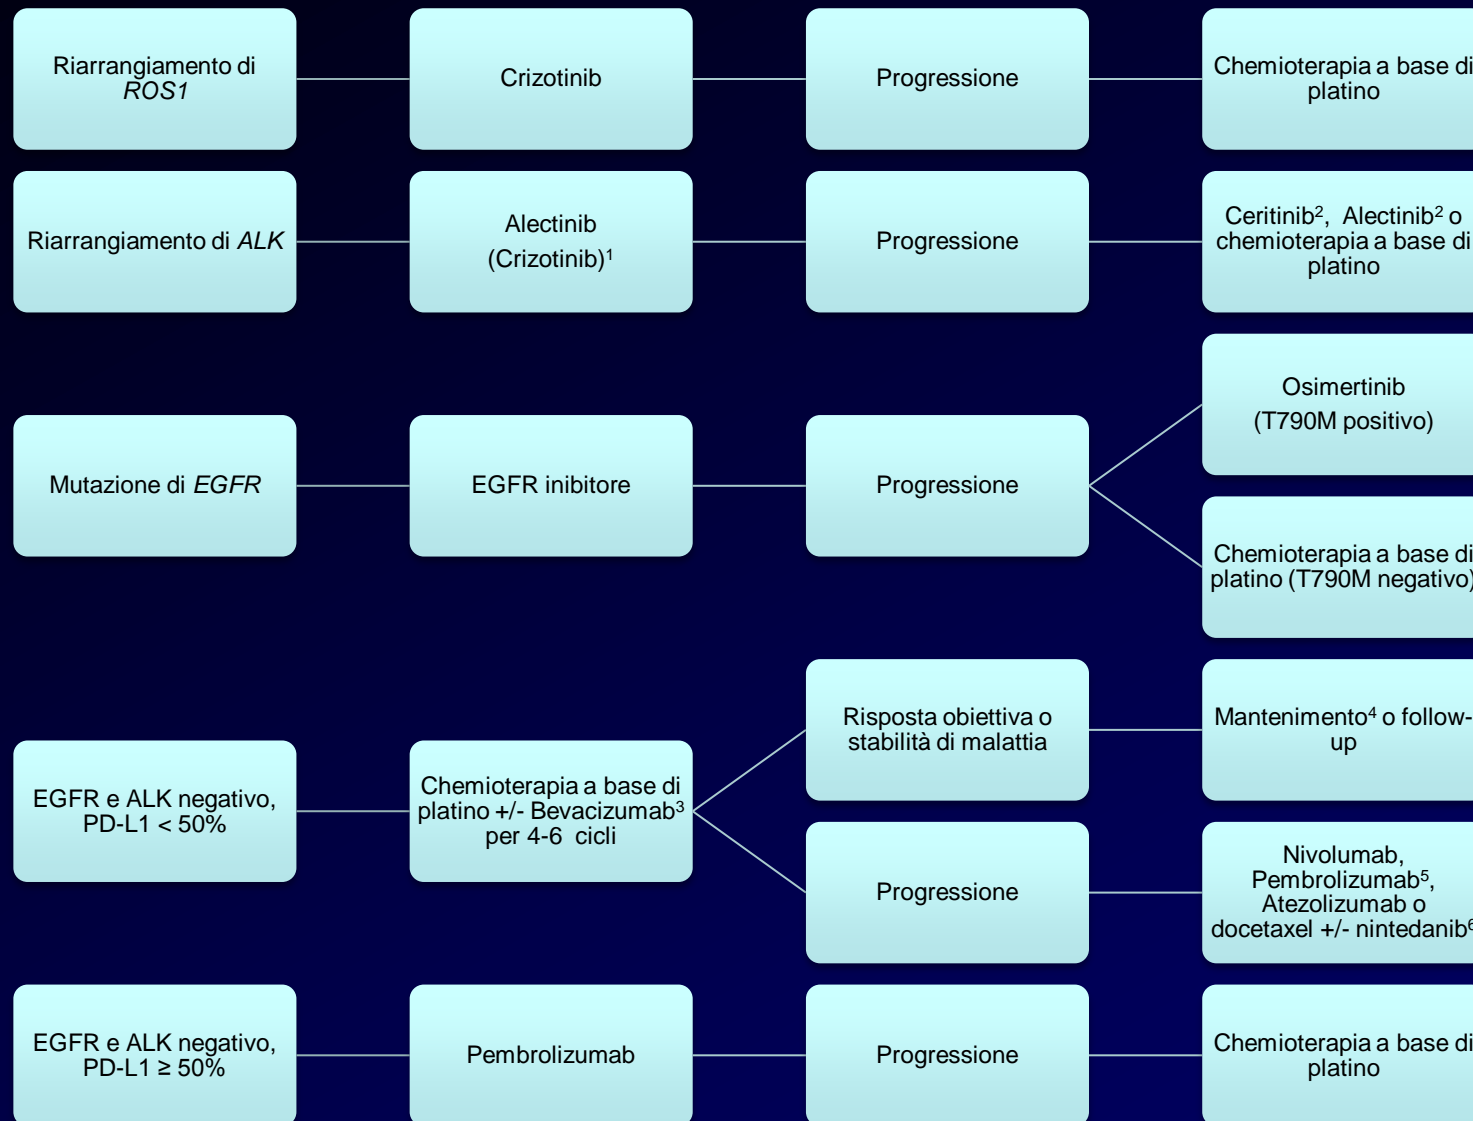 Riarrangiamento di
ROS1
Crizotinib
Progressione
Chemioterapia a base di
platino
Riarrangiamento di ALK
Alectinib
(Crizotinib)¹
Progressione
Ceritinib², Alectinib² o
chemioterapia a base di
platino
Mutazione di EGFR
EGFR inibitore
Progressione
Osimertinib
(T790M positivo)
Chemioterapia a base di
platino (T790M negativo)
EGFR e ALK negativo,
PD-L1 < 50%
Chemioterapia a base di
platino +/- Bevacizumab³
per 4-6 cicli
Risposta obiettiva o
stabilità di malattia
Mantenimento⁴ o follow-
up
Progressione
Nivolumab,
Pembrolizumab⁵,
Atezolizumab o
docetaxel +/- nintedanib⁶
EGFR e ALK negativo,
PD-L1 ≥ 50%
Pembrolizumab
Progressione
Chemioterapia a base di
platino